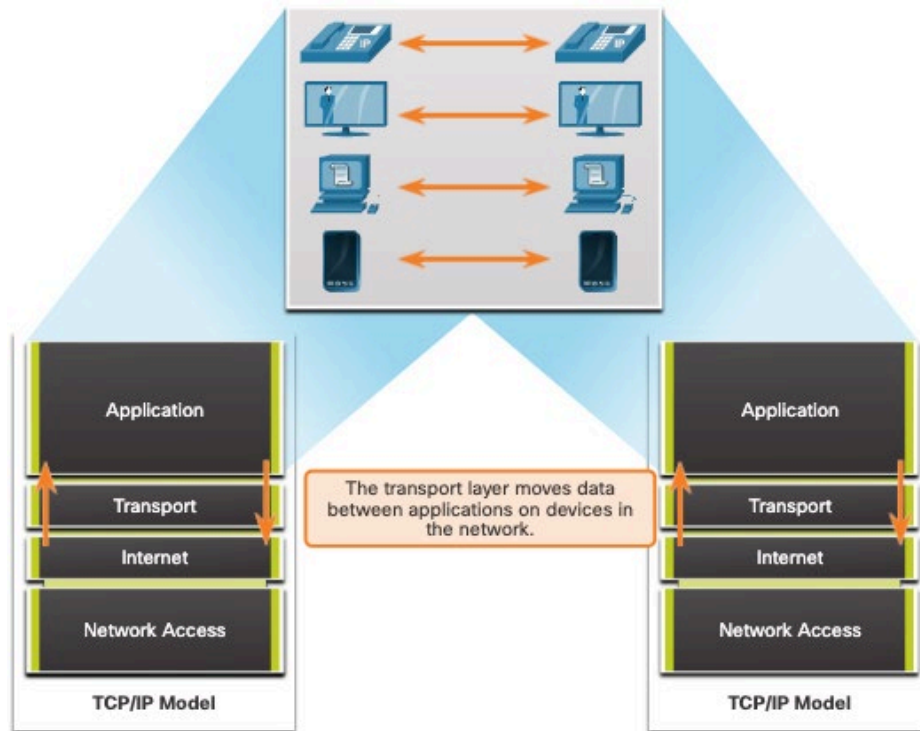 IP
Application
Transport
Internet
Network Access
TCP/IP Model
The transport layer moves data
between applications on devices in
the network.
Application
Transport
Internet
Network Access
TCP/IP Model